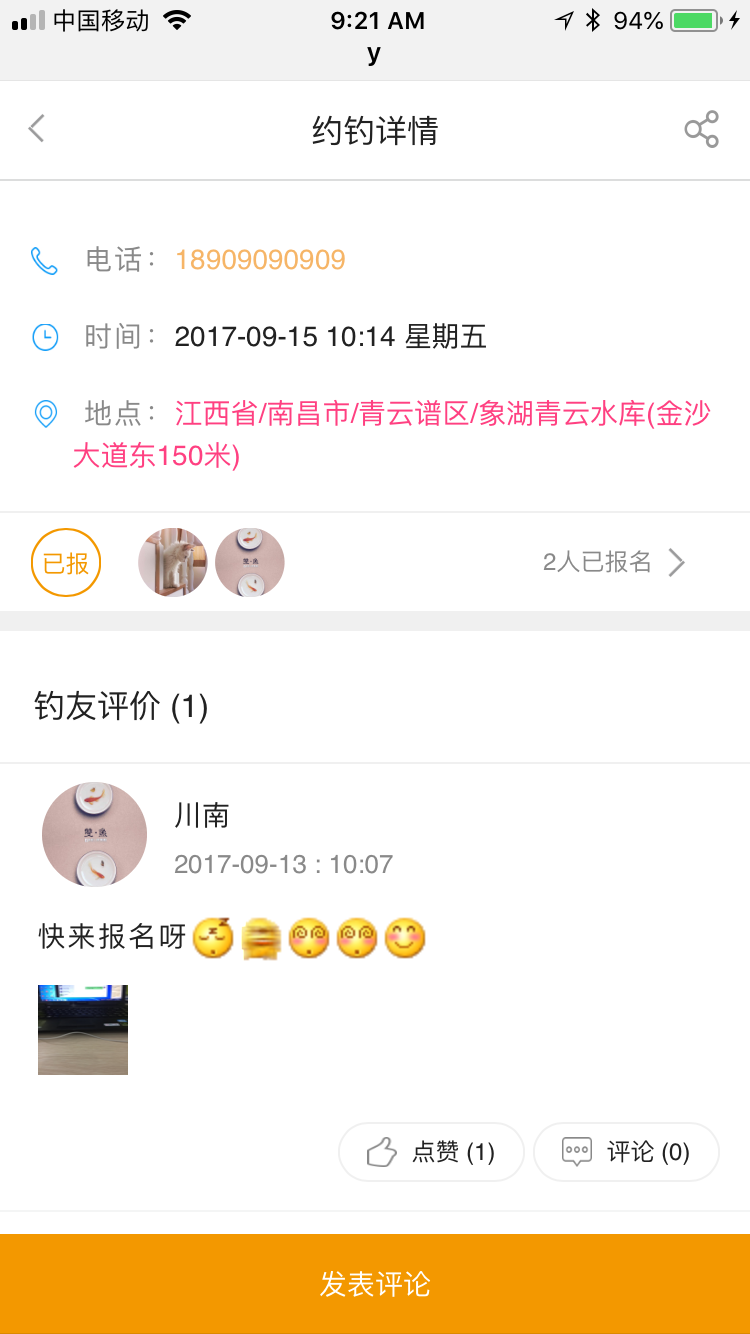 中国移动 9:21 AM 94%
y
约钓详情
电话： 18909090909
时间： 2017-09-15 10:14 星期五
地点： 江西省/南昌市/青云谱区/象湖青云水库(金沙
大道东150米)
已报 雙·魚 2人已报名
钓友评价 (1)
雙·魚
川南
2017-09-13 : 10:07
快来报名呀
点赞 (1) 评论 (0)
发表评论